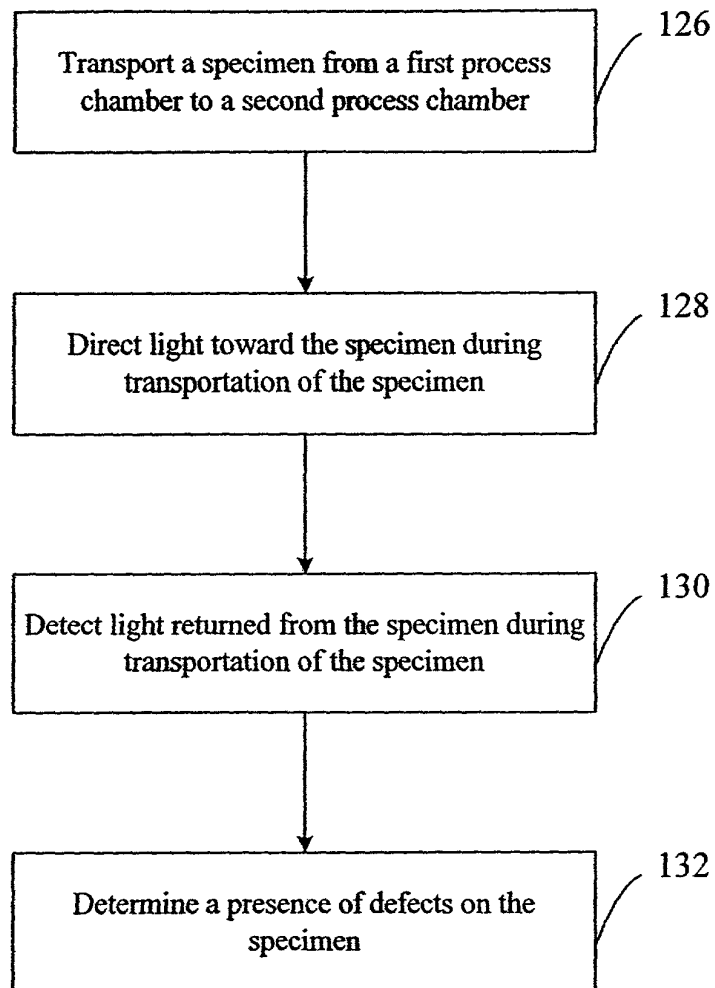 126
Transport a specimen from a first process
chamber to a second process chamber
128
Direct light toward the specimen during
transportation of the specimen
130
Detect light returned from the specimen during
transportation of the specimen
132
Determine a presence of defects on the
specimen